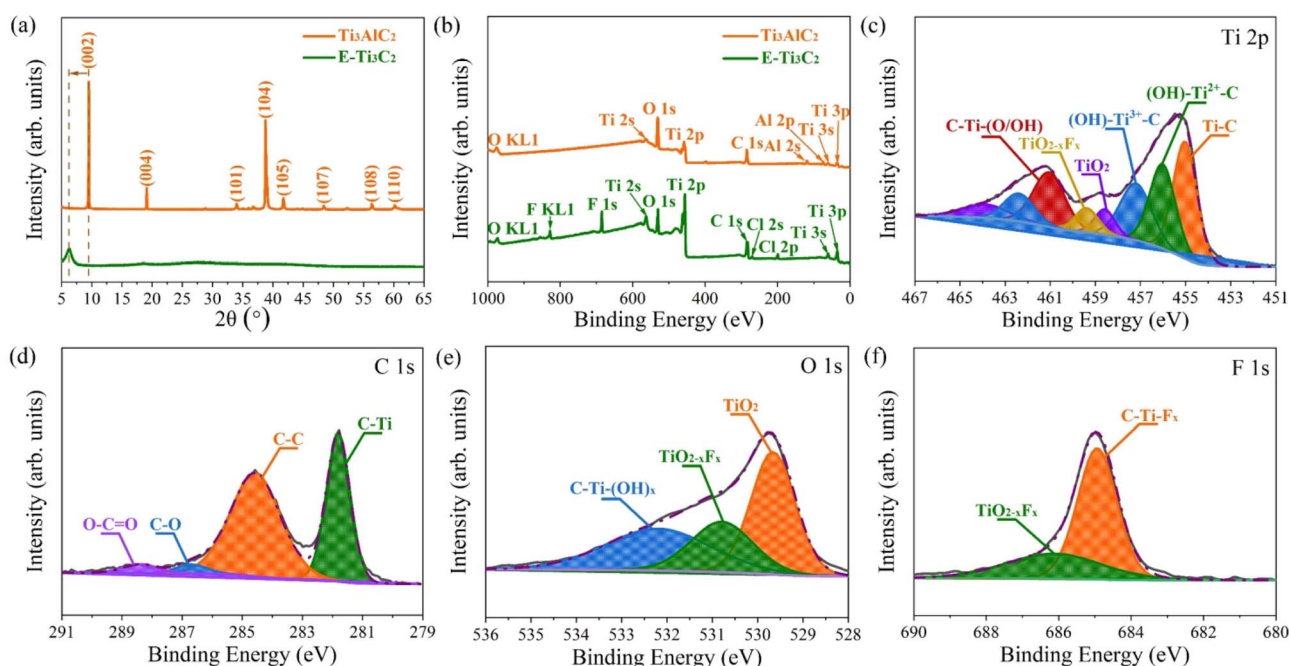 (a)
Intensity (arb. units)
Ti₃AlC₂
E-Ti₃C₂
(002)
(004)
(101)
(104)
(105)
(107)
(108)
(110)
5 10 15 20 25 30 35 40 45 50 55 60 65
2θ (°)
(b)
Intensity (arb. units)
Ti₃AlC₂
E-Ti₃C₂
O KL1
Ti 2s
O 1s
Ti 2p
C 1s
Al 2s
Al 2p
Ti 3s
Ti 3p
O KL1
F KL1
F 1s
Ti 2s
O 1s
Ti 2p
C 1s
Cl 2s
Cl 2p
Ti 3s
Ti 3p
1000 800 600 400 200 0
Binding Energy (eV)
(c)
Ti 2p
Intensity (arb. units)
C-Ti-(O/OH)
TiO₂₋ₓFₓ
TiO₂
(OH)-Ti³⁺-C
(OH)-Ti²⁺-C
Ti-C
467 465 463 461 459 457 455 453 451
Binding Energy (eV)
(d)
C 1s
Intensity (arb. units)
O-C=O
C-O
C-C
C-Ti
291 289 287 285 283 281 279
Binding Energy (eV)
(e)
O 1s
Intensity (arb. units)
C-Ti-(OH)ₓ
TiO₂₋ₓFₓ
TiO₂
536 535 534 533 532 531 530 529 528
Binding Energy (eV)
(f)
F 1s
Intensity (arb. units)
TiO₂₋ₓFₓ
C-Ti-Fₓ
690 688 686 684 682 680
Binding Energy (eV)